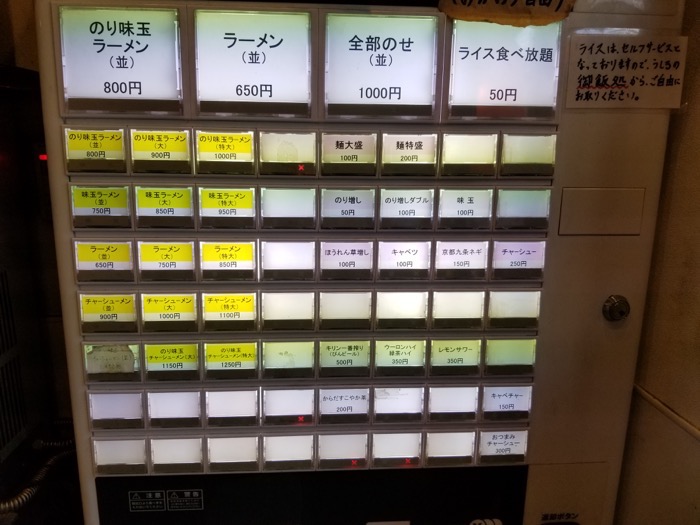 のり味玉
ラーメン
（並）
800円
ラーメン
（並）
650円
全部のせ
（並）
1000円
ライス食べ放題
50円
ライスは、セルフサービスと
なっておりますので、うしろの
御飯処から、ご自由に
お取りください。
のり味玉ラーメン
（並）
800円
のり味玉ラーメン
（大）
900円
のり味玉ラーメン
（特大）
1000円
麺大盛
100円
麺特盛
200円
味玉ラーメン
（並）
750円
味玉ラーメン
（大）
850円
味玉ラーメン
（特大）
950円
のり増し
50円
のり増しダブル
100円
味玉
100円
ラーメン
（並）
650円
ラーメン
（大）
750円
ラーメン
（特大）
850円
ほうれん草増し
100円
キャベツ
100円
京都九条ネギ
150円
チャーシュー
250円
チャーシューメン
（並）
900円
チャーシューメン
（大）
1000円
チャーシューメン
（特大）
1100円
のり味玉
チャーシューメン(大)
1150円
のり味玉
チャーシューメン(特大)
1250円
キリン一番搾り
(びんビール)
500円
ウーロンハイ
緑茶ハイ
350円
レモンサワー
350円
からだすこやか茶
200円
キャベチャー
150円
おつまみ
チャーシュー
300円
注意
警告
返却ボタン